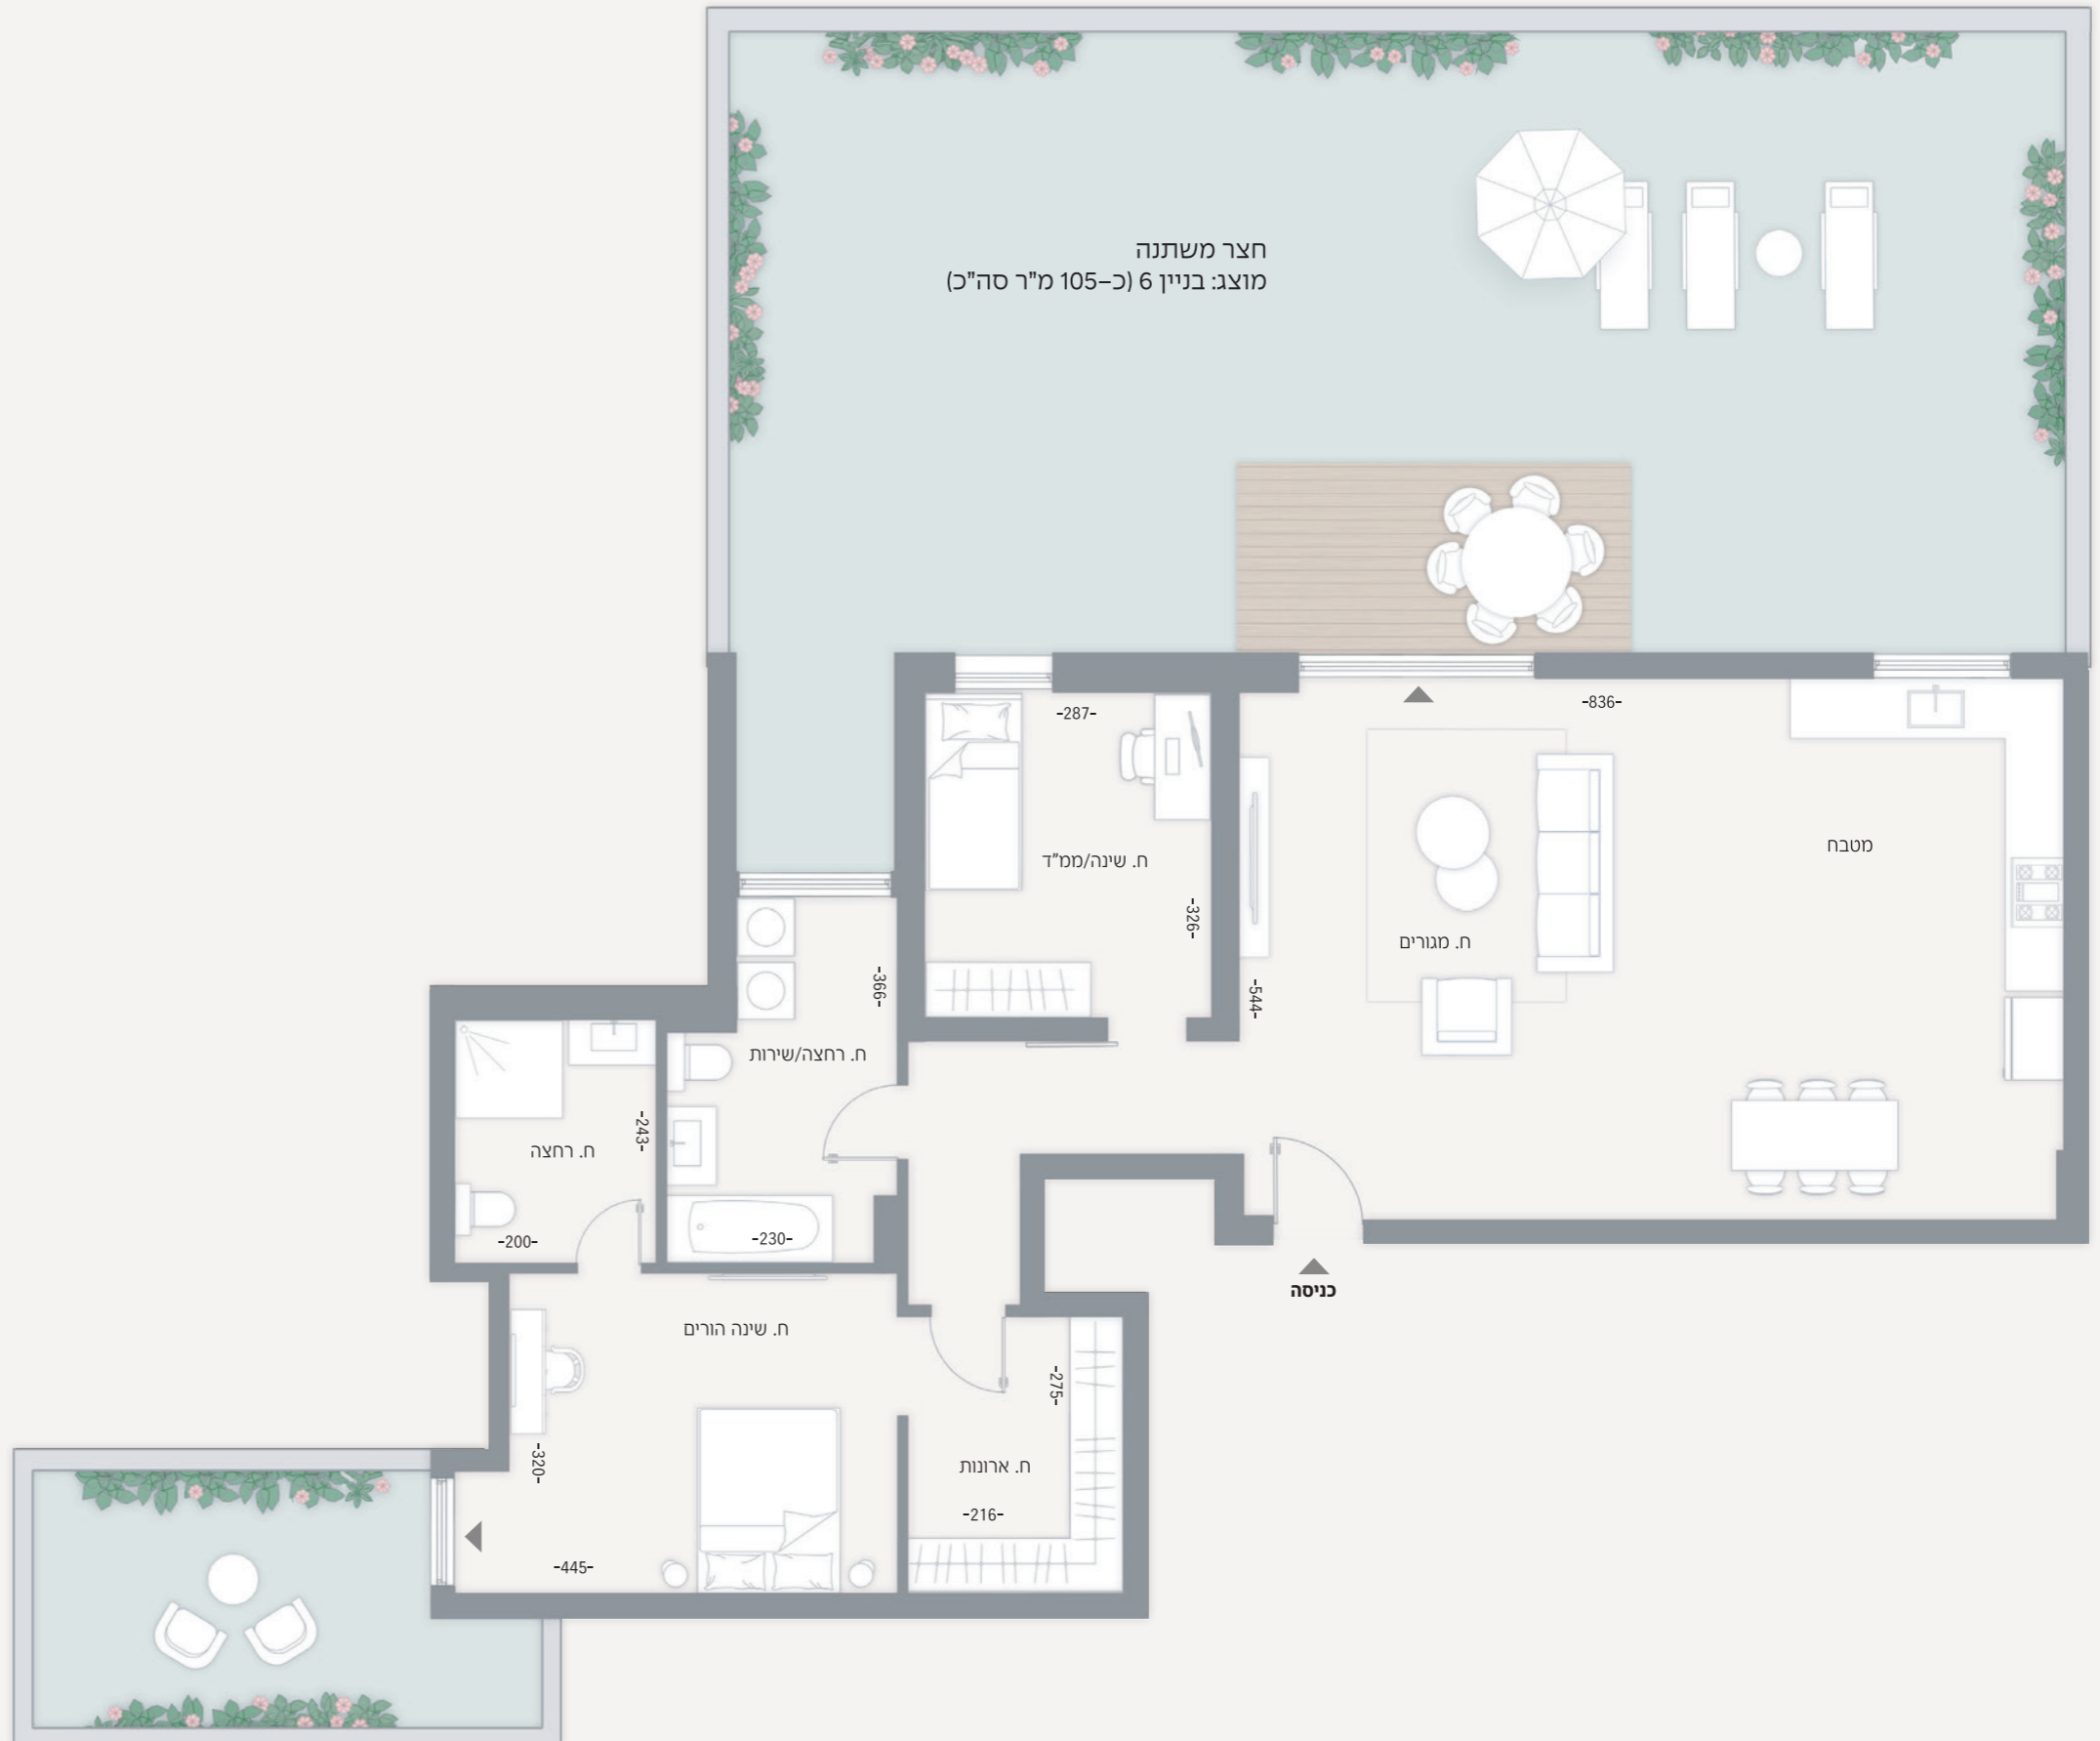 חצר משתנה
מוצג: בניין 6 (כ–105 מ"ר סה"כ)
-836-
-287-
מטבח
ח. שינה/ממ"ד
-326-
ח. מגורים
-544-
-366-
ח. רחצה/שירות
-243-
ח. רחצה
-230-
-200-
כניסה
ח. שינה הורים
-275-
-320-
ח. ארונות
-216-
-445-